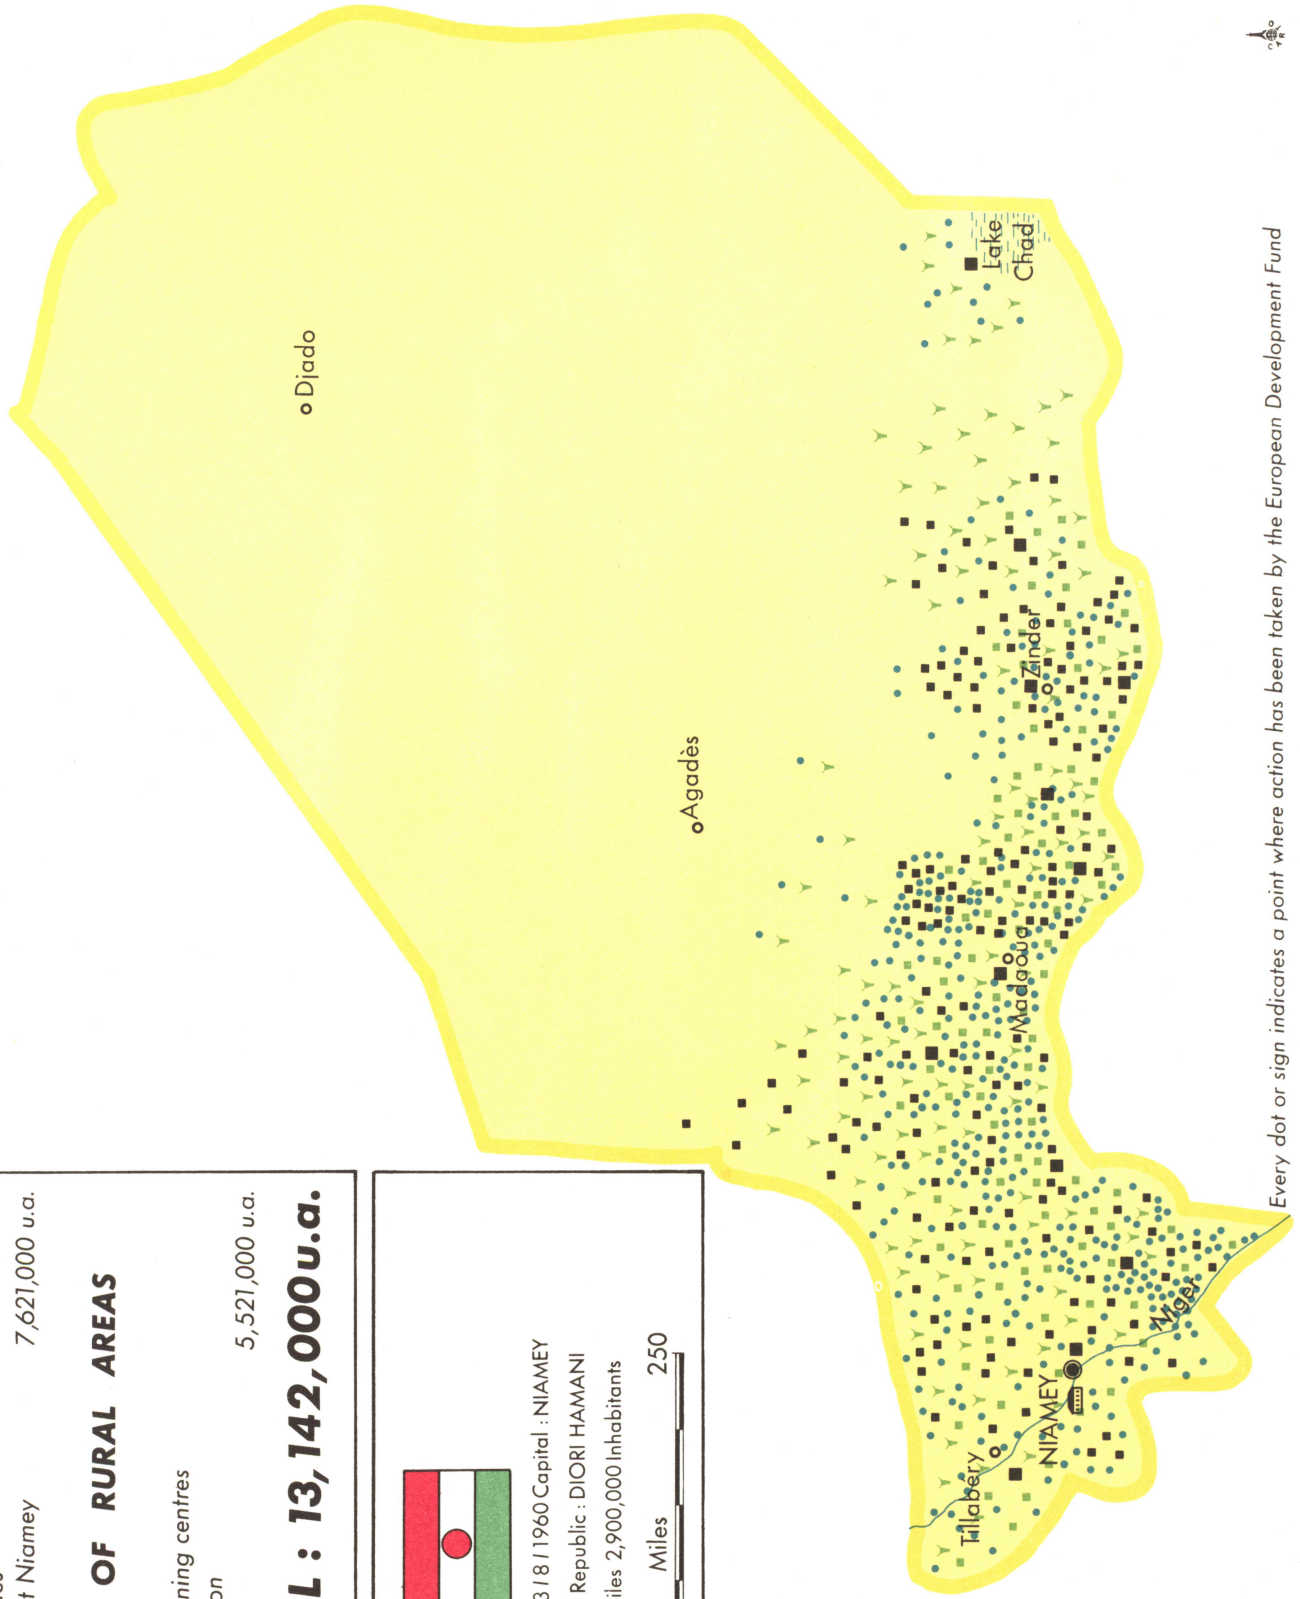 es
t Niamey
7,621,000 u.a.
OF RURAL AREAS
ning centres
on
5,521,000 u.a.
L : 13,142,000 u.a.
3/8/1960 Capital : NIAMEY
Republic : DIORI HAMANI
iles 2,900,000 Inhabitants
Miles
250
Djado
Agadès
Lake
Chad
Zinder
Madaoua
Tillabéry
NIAMEY
Niger
Every dot or sign indicates a point where action has been taken by the European Development Fund